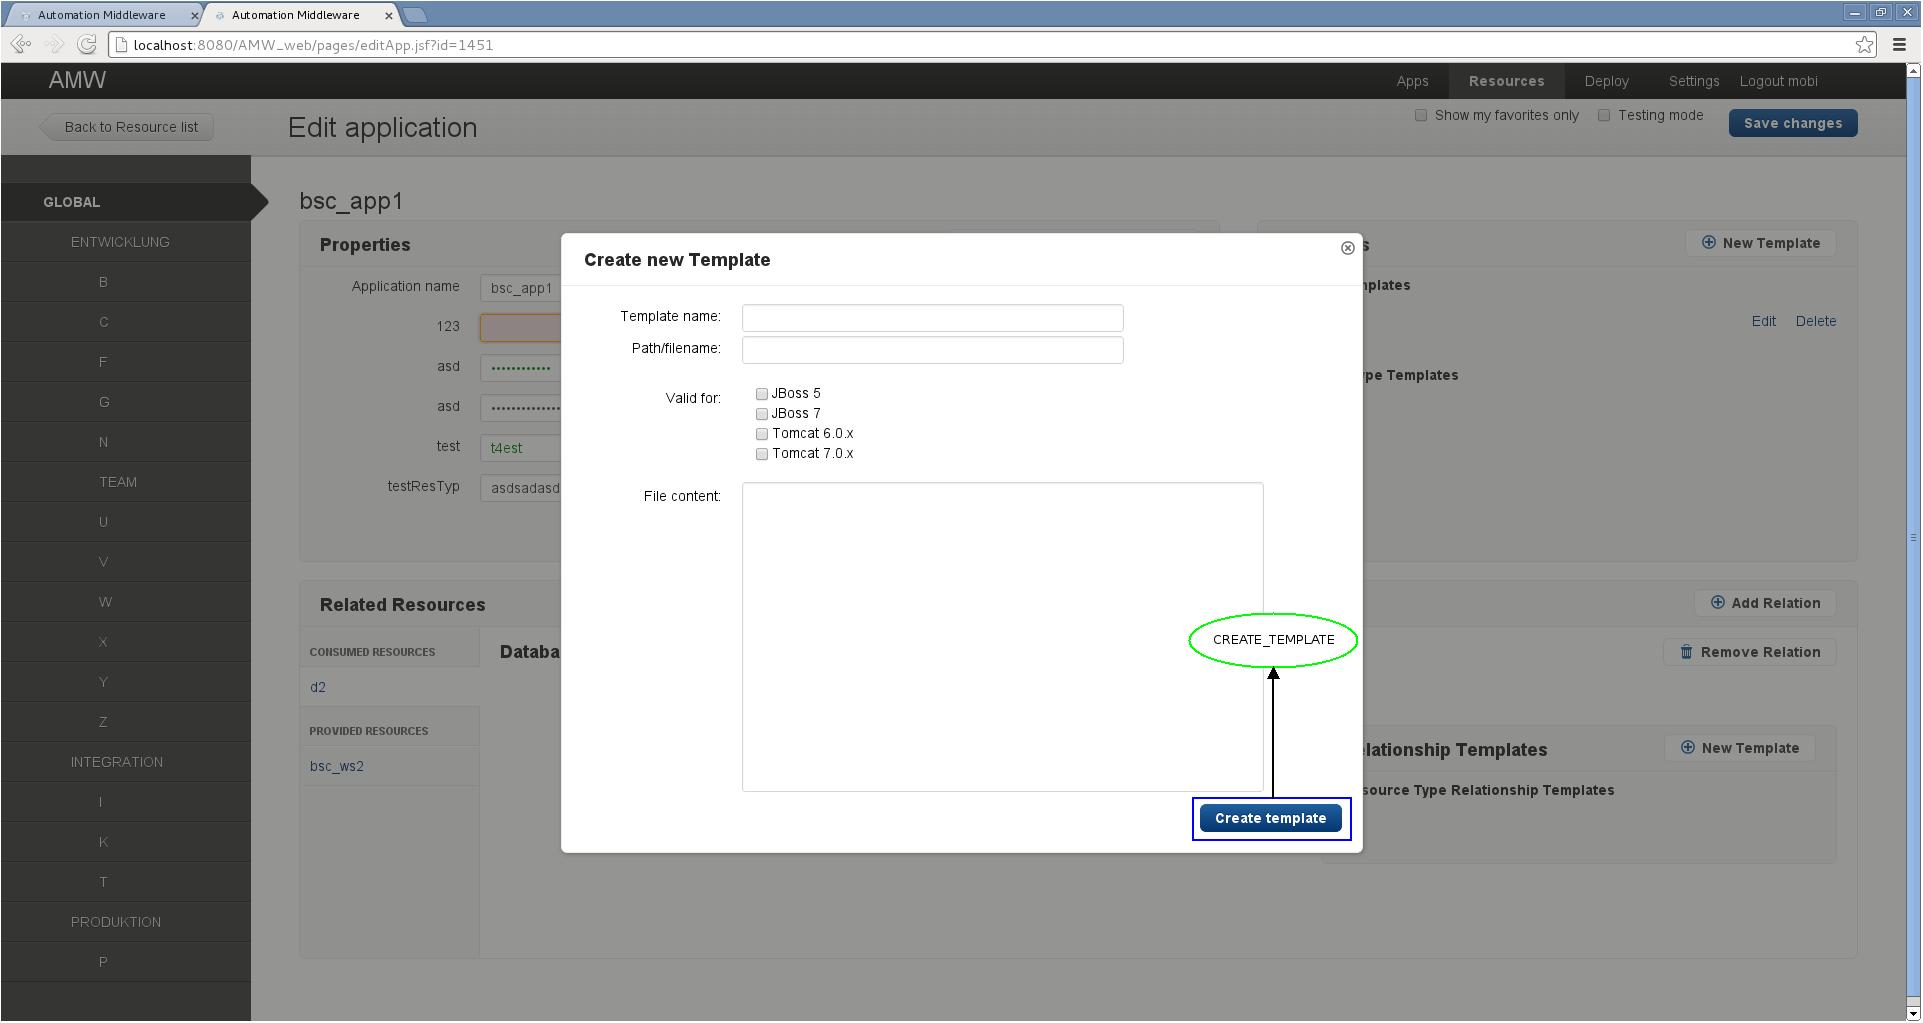 Automation Middleware
Automation Middleware
localhost:8080/AMW_web/pages/editApp.jsf?id=1451
AMW
Apps
Resources
Deploy
Settings
Logout mobi
Back to Resource list
Edit application
Show my favorites only
Testing mode
Save changes
GLOBAL
ENTWICKLUNG
B
C
F
G
N
TEAM
U
V
W
X
Y
Z
INTEGRATION
I
K
T
PRODUKTION
P
bsc_app1
Properties
Application name
bsc_app1
123
asd
••••••••••••
asd
••••••••••••••
test
t4est
testResTyp
asdsadasd
s
New Template
nplates
Edit
Delete
pe Templates
Create new Template
Template name:
Path/filename:
Valid for:
JBoss 5
JBoss 7
Tomcat 6.0.x
Tomcat 7.0.x
File content:
CREATE_TEMPLATE
Create template
Related Resources
Add Relation
CONSUMED RESOURCES
d2
PROVIDED RESOURCES
bsc_ws2
Databa
Remove Relation
elationship Templates
New Template
source Type Relationship Templates